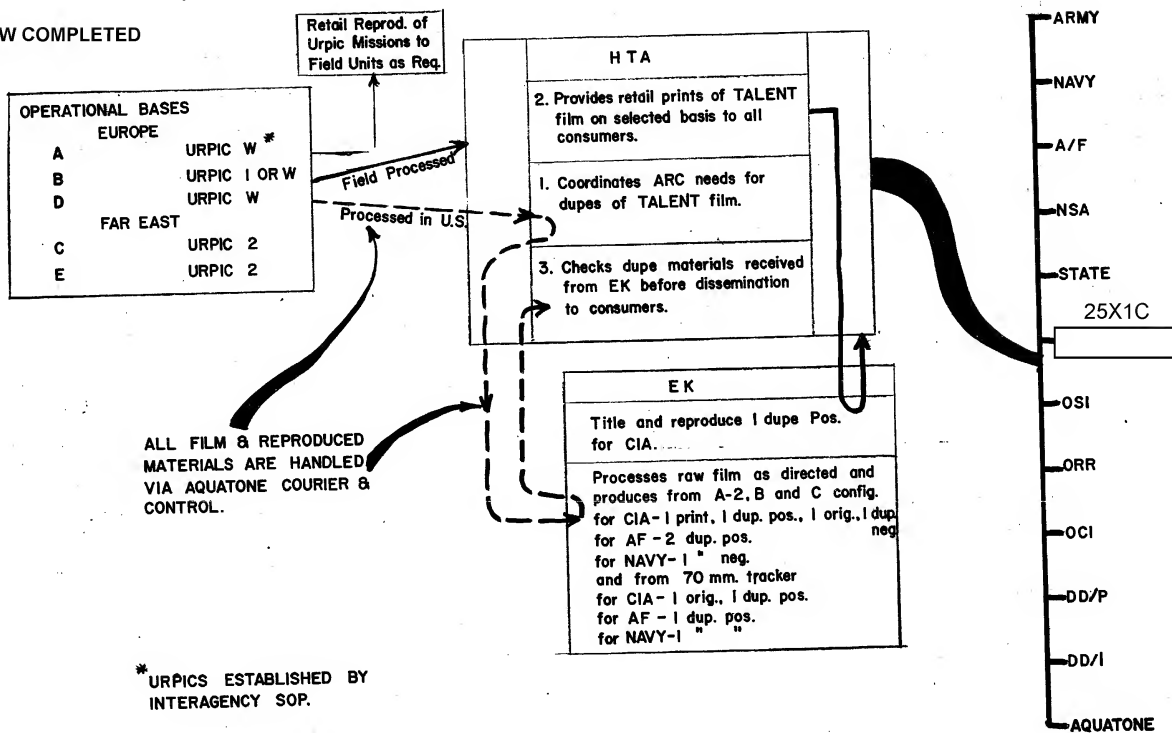 W COMPLETED
Retail Reprod. of
Urpic Missions to
Field Units as Req.
OPERATIONAL BASES
EUROPE
A URPIC W *
B URPIC I OR W
D URPIC W
FAR EAST
C URPIC 2
E URPIC 2
Field Processed
Processed in U.S.
HTA
2. Provides retail prints of TALENT
film on selected basis to all
consumers.
1. Coordinates ARC needs for
dupes of TALENT film.
3. Checks dupe materials received
from EK before dissemination
to consumers.
EK
Title and reproduce 1 dupe Pos.
for CIA.
Processes raw film as directed and
produces from A-2, B and C config.
for CIA-1 print, 1 dup. pos., 1 orig., 1 dup.
neg
for AF-2 dup. pos.
for NAVY-1 " neg.
and from 70 mm. tracker
for CIA-1 orig., 1 dup. pos.
for AF-1 dup. pos.
for NAVY-1 " "
ALL FILM & REPRODUCED
MATERIALS ARE HANDLED
VIA AQUATONE COURIER &
CONTROL.
* URPICS ESTABLISHED BY
INTERAGENCY SOP.
ARMY
NAVY
A/F
NSA
STATE
25X1C
OSI
ORR
OCI
DD/P
DD/I
AQUATONE